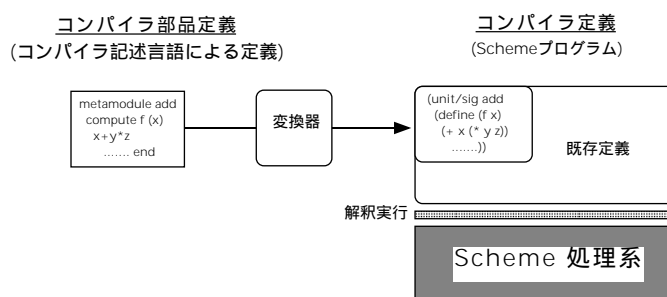 コンパイラ部品定義
(コンパイラ記述言語による定義)
metamodule add
compute f (x)
x+y*z
....... end
変換器
コンパイラ定義
(Schemeプログラム)
(unit/sig add
(define (f x)
(+ x (* y z))
.......))
既存定義
解釈実行
Scheme 処理系